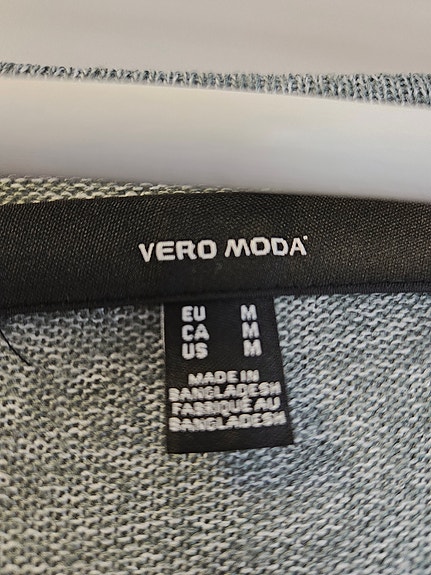 VERO MODA
EU M
CA M
US M
MADE IN
BANGLADESH
FABRIQUÉ AU
BANGLADESH